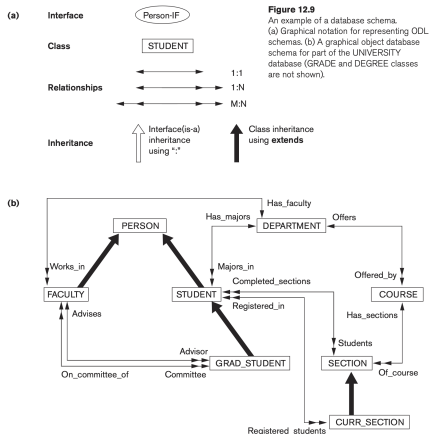 (a)
Interface
Person-IF
Class
STUDENT
Relationships
1:1
1:N
M:N
Inheritance
Interface(is-a)
inheritance
using ":"
Class inheritance
using extends
Figure 12.9
An example of a database schema.
(a) Graphical notation for representing ODL
schemas. (b) A graphical object database
schema for part of the UNIVERSITY
database (GRADE and DEGREE classes
are not shown).
(b)
Has_faculty
PERSON
Has_majors
DEPARTMENT
Offers
Works_in
Majors_in
Completed_sections
Offered_by
FACULTY
STUDENT
COURSE
Advises
Registered_in
Has_sections
Students
Advisor
GRAD_STUDENT
SECTION
On_committee_of
Committee
Of_course
CURR_SECTION
Registered_students